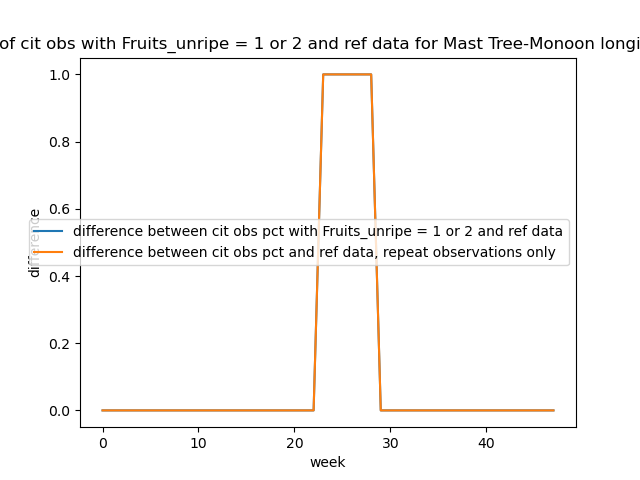 of cit obs with Fruits_unripe = 1 or 2 and ref data for Mast Tree-Monoon longi
1.0
0.8
0.6
0.4
0.2
0.0
difference
difference between cit obs pct with Fruits_unripe = 1 or 2 and ref data
difference between cit obs pct and ref data, repeat observations only
0 10 20 30 40
week